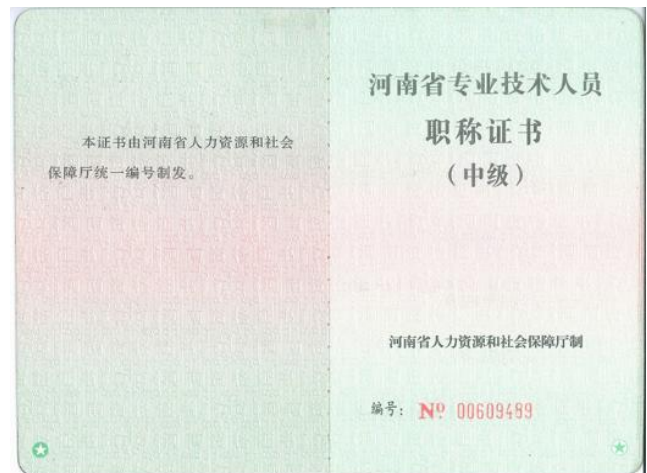 本证书由河南省人力资源和社会
保障厅统一编号制发。
河南省专业技术人员
职称证书
（中级）
河南省人力资源和社会保障厅制
编号： Nº 00609489